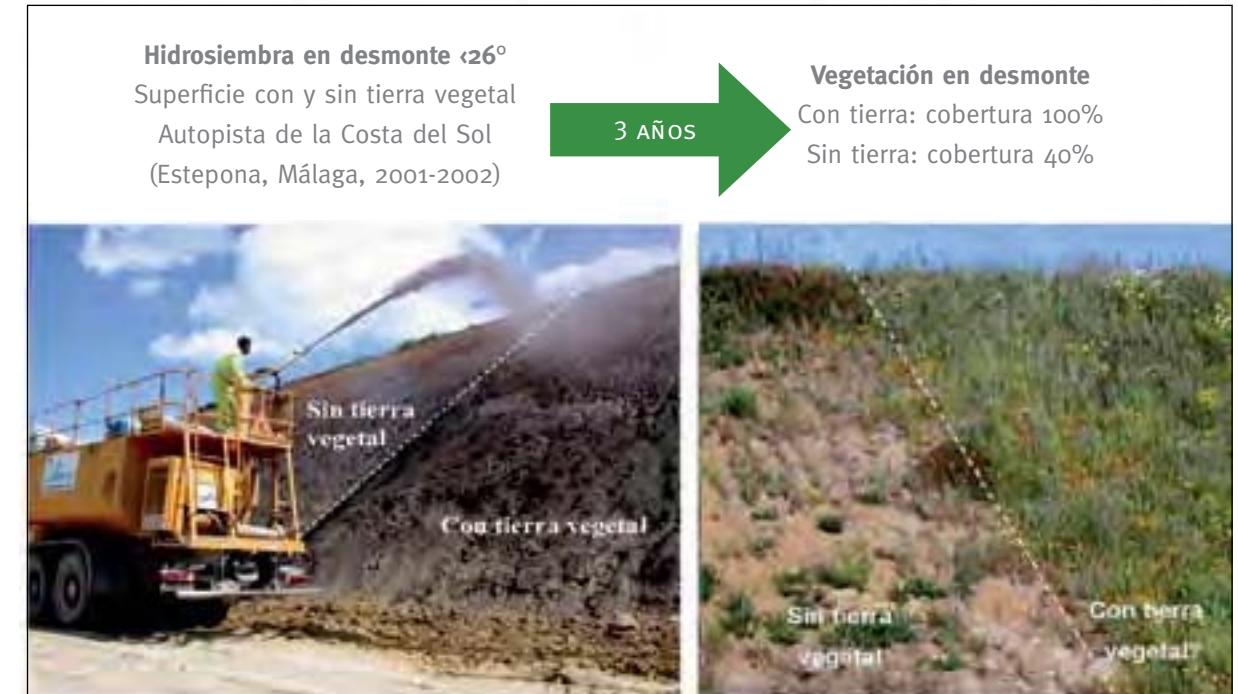 Hidrosiembra en desmonte <26°
Superficie con y sin tierra vegetal
Autopista de la Costa del Sol
(Estepona, Málaga, 2001-2002)
3 AÑOS
Vegetación en desmonte
Con tierra: cobertura 100%
Sin tierra: cobertura 40%
Sin tierra
vegetal
Con tierra vegetal
Sin tierra
vegetal
Con tierra
vegetal